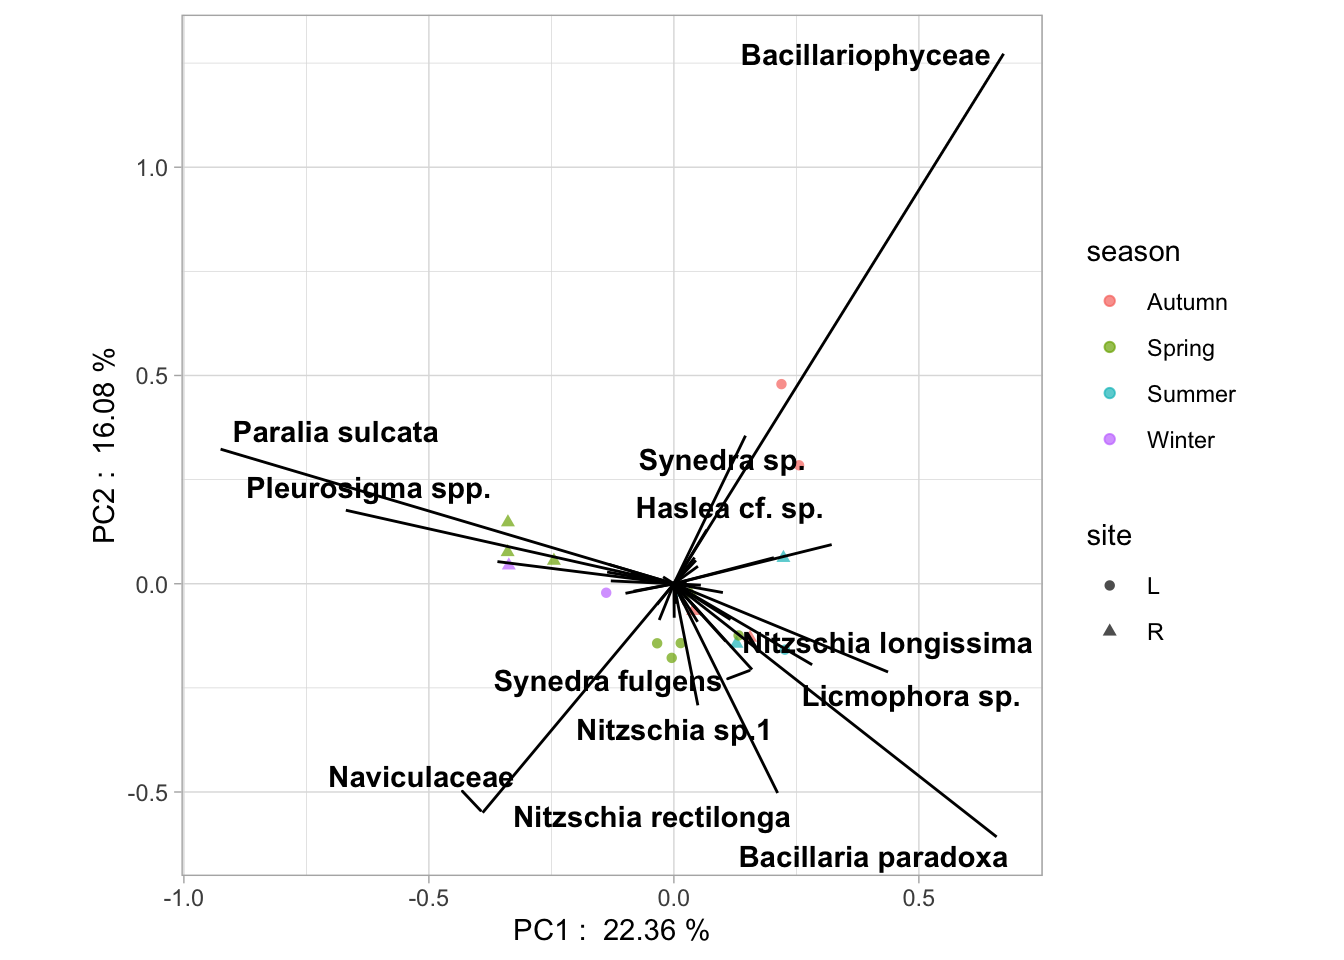 Bacillariophyceae
1.0
0.5
Paralia sulcata
Synedra sp.
Pleurosigma spp.
Haslea cf. sp.
0.0
Nitzschia longissima
Synedra fulgens
Licmophora sp.
Nitzschia sp.1
Naviculaceae
-0.5
Nitzschia rectilonga
Bacillaria paradoxa
-1.0
-0.5
0.0
0.5
PC1 : 22.36 %
PC2 : 16.08 %
season
Autumn
Spring
Summer
Winter
site
L
R